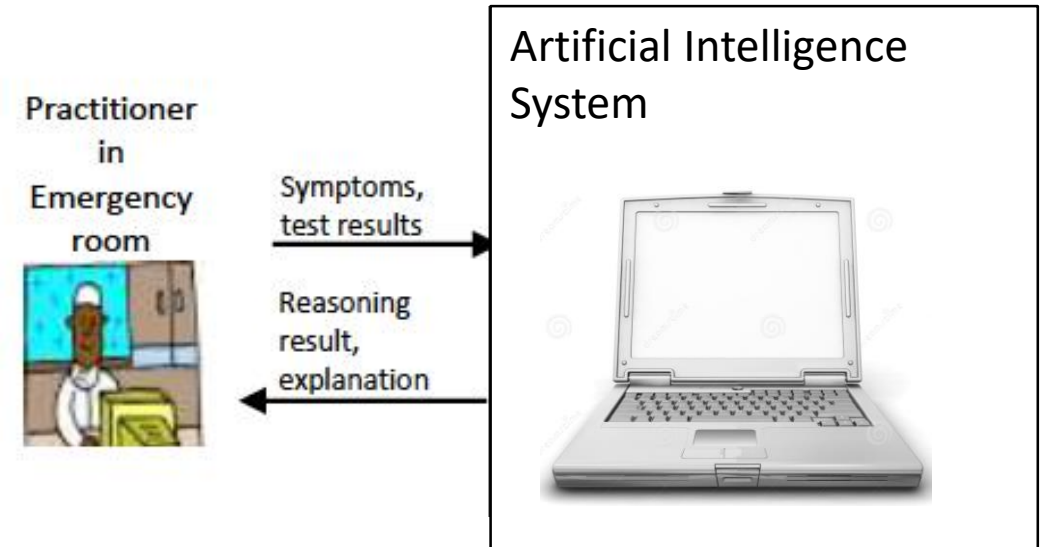 Practitioner
in
Emergency
room
Symptoms,
test results
Reasoning
result,
explanation
Artificial Intelligence
System